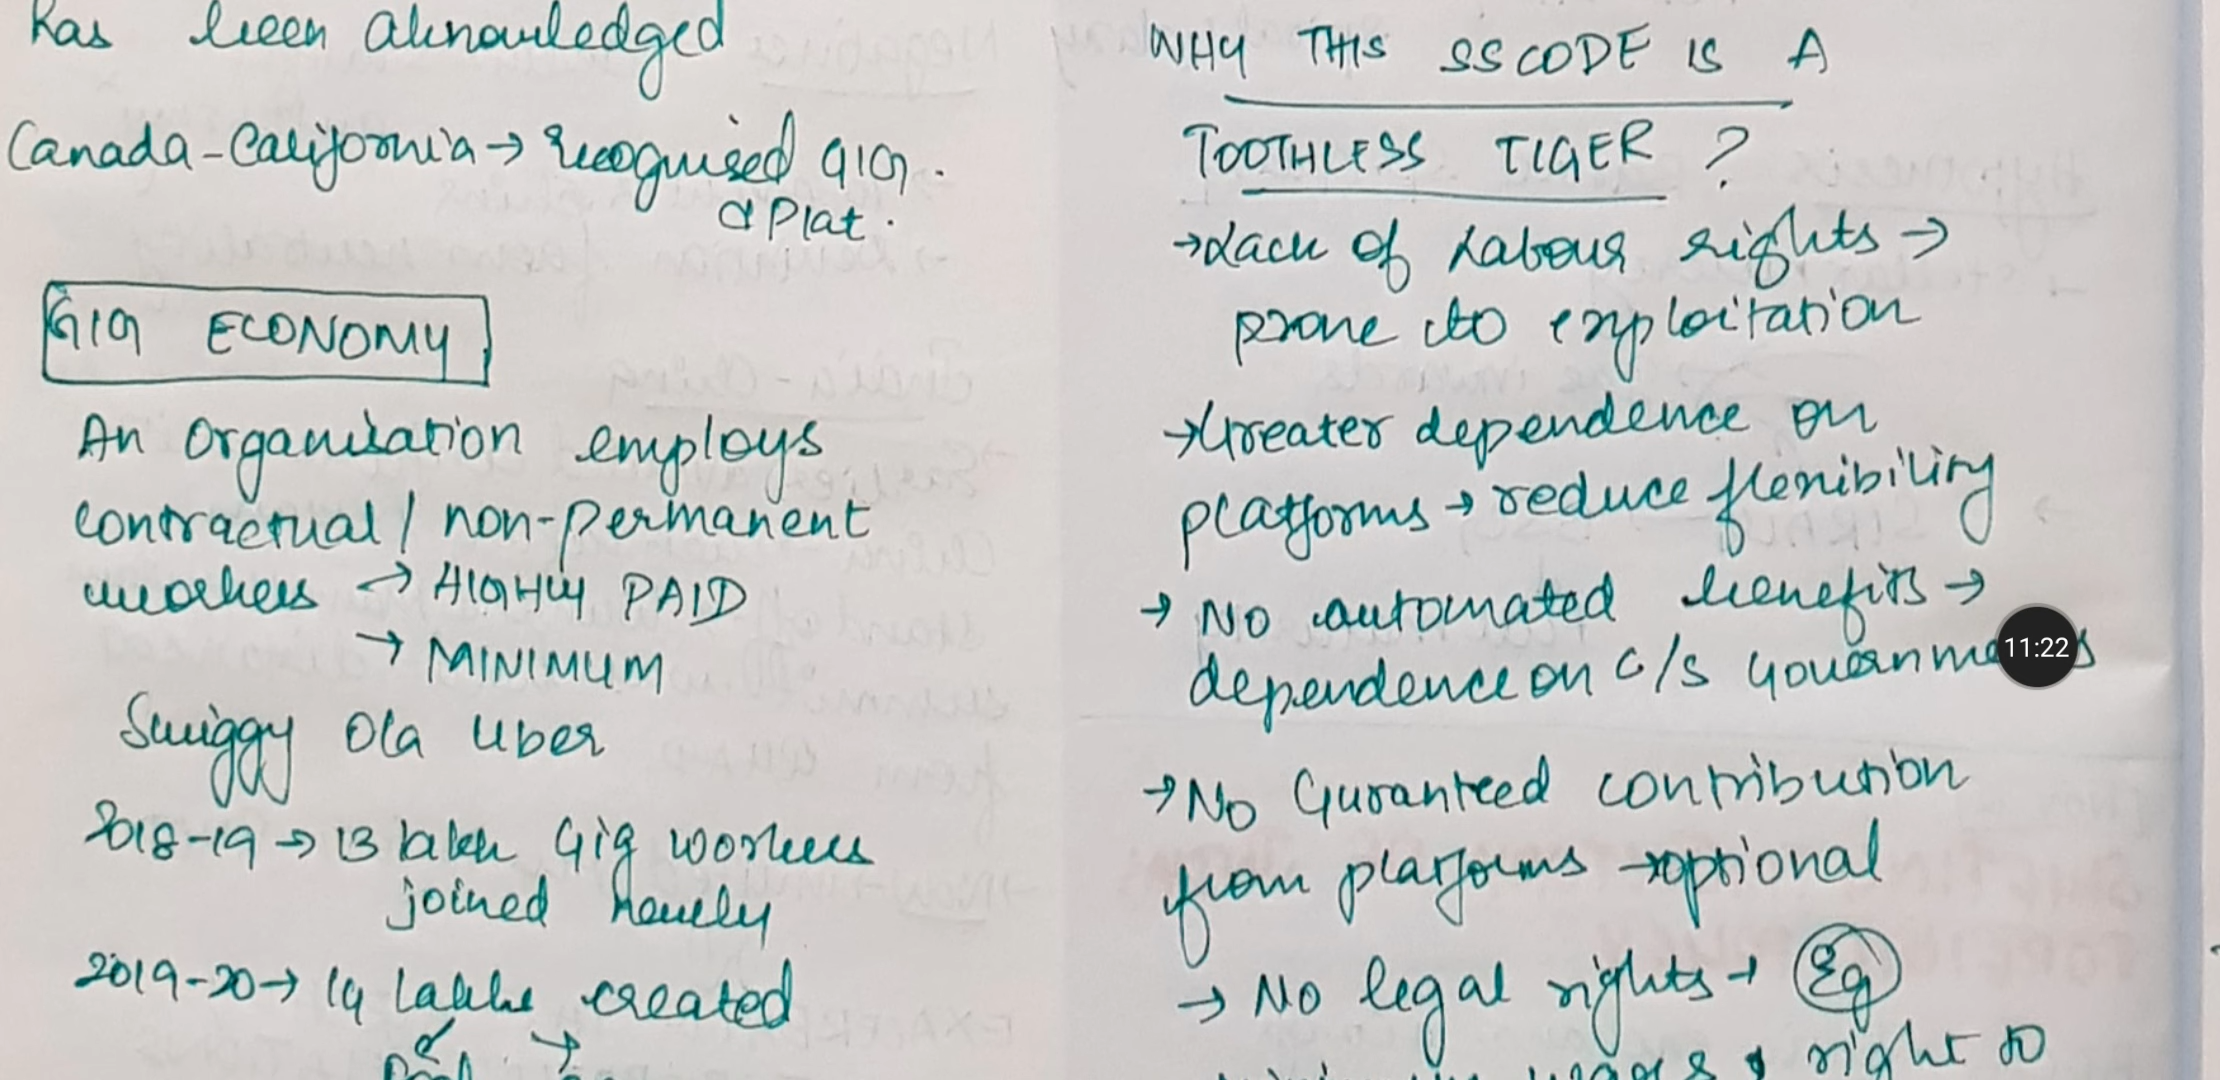 has been acknowledged
Canada-California → recognised GIG.
& Plat.
GIG ECONOMY
An organisation employs
contractual / non-permanent
workers → HIGHLY PAID
→ MINIMUM
Swiggy Ola Uber
2018-19 → 13 lakh Gig workers
joined newly
2019-20 → 14 lakhs created
WHY THIS SS CODE IS A
TOOTHLESS TIGER ?
→ Lack of Labour rights →
prone to exploitation
→ Greater dependence on
platforms → reduce flexibility
→ No automated benefits →
dependence on C/S
11:22
→ No Guranteed contribution
from platforms → optional
→ No legal rights → Eg
right to